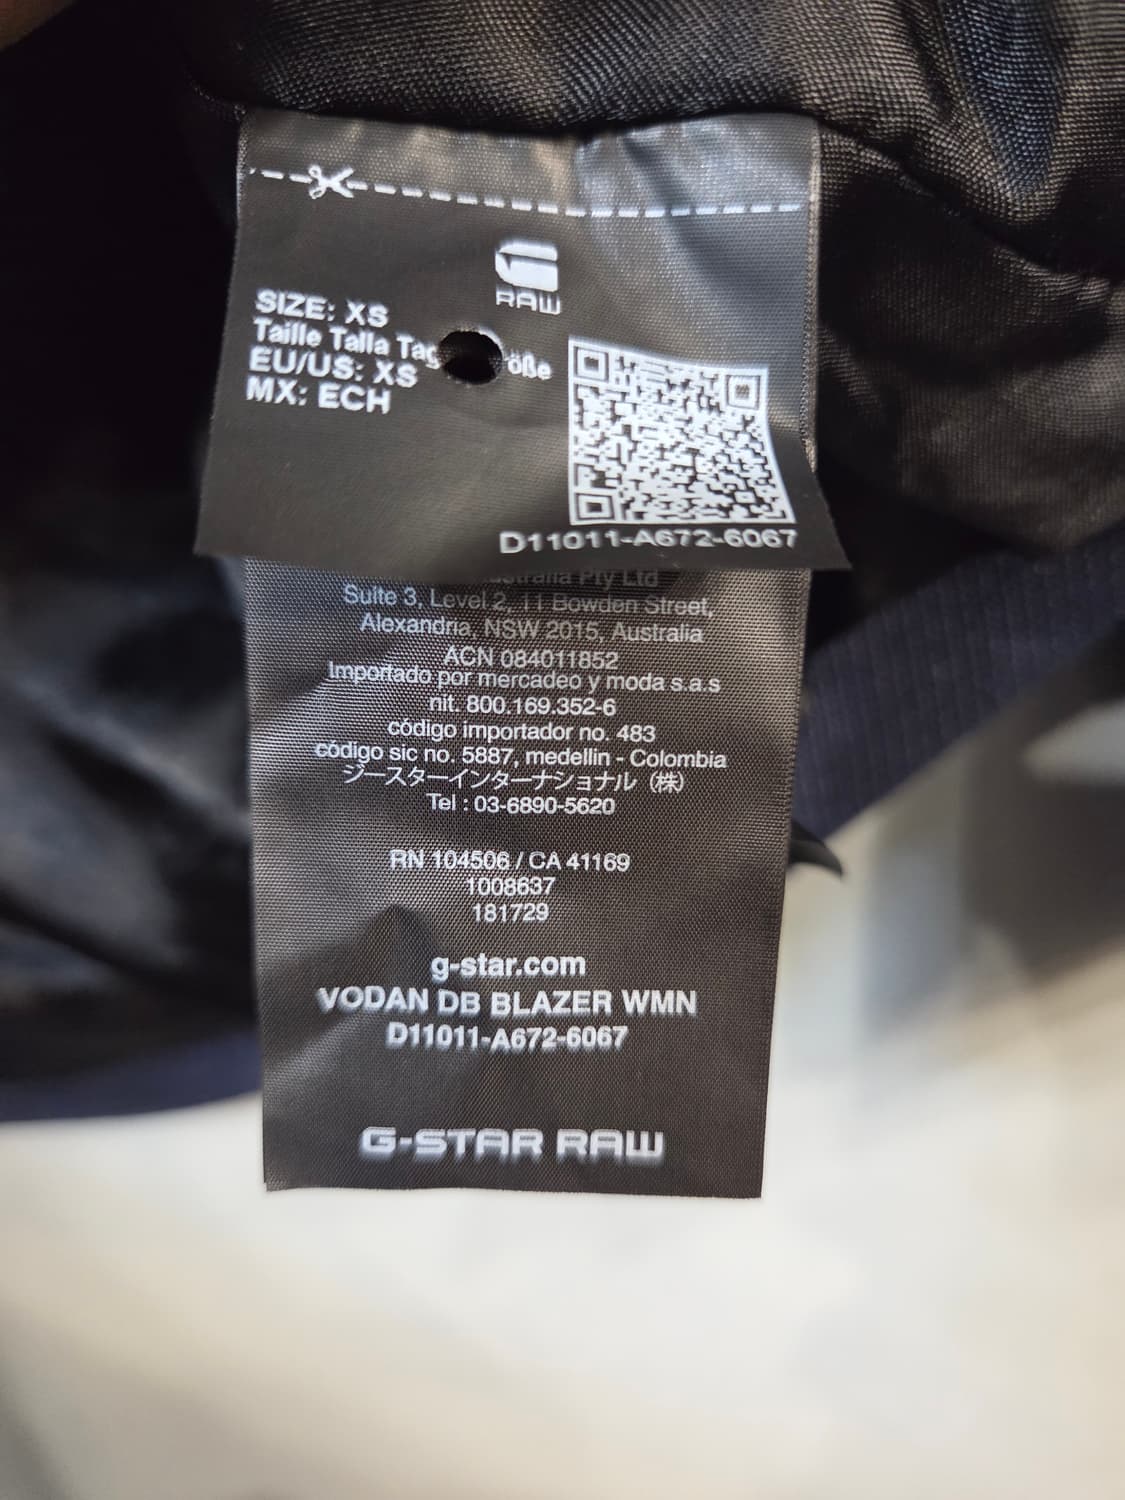 RAW
SIZE: XS
Taille Talla öße
EU/US: XS
MX: ECH
D11011-A672-6067
Pty Ltd
Suite 3, Level 2, 11 Bowden Street,
Alexandria, NSW 2015, Australia
ACN 084011852
Importado por mercadeo y moda s.a.s
nit. 800.169.352-6
código importador no. 483
código sic no. 5887, medellin - Colombia
ジースターインターナショナル（株）
Tel : 03-6890-5620
RN 104506 / CA 41169
1008637
181729
g-star.com
VODAN DB BLAZER WMN
D11011-A672-6067
G-STAR RAW